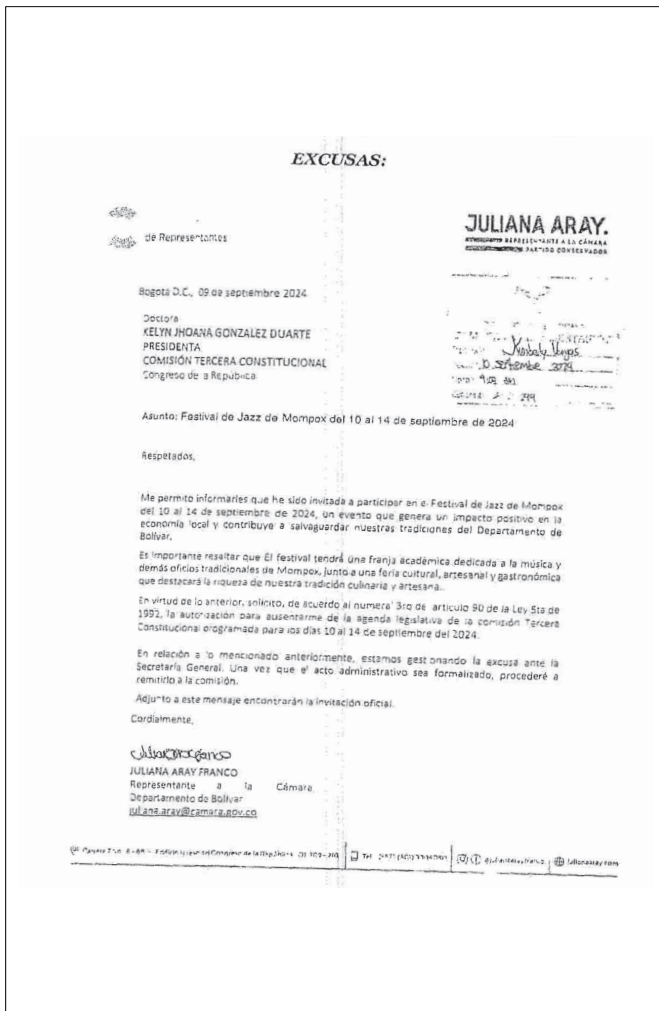 EXCUSAS:
de Representantes
JULIANA ARAY.
REPRESENTANTE A LA CÁMARA
PARTIDO CONSERVADOR
Bogotá D.C., 09 de septiembre 2024
Doctora
KELYN JHOANA GONZALEZ DUARTE
PRESIDENTA
COMISIÓN TERCERA CONSTITUCIONAL
Congreso de la República
Asunto: Festival de Jazz de Mompox del 10 al 14 de septiembre de 2024
Respetados,
Me permito informarles que he sido invitada a participar en el Festival de Jazz de Mompox
del 10 al 14 de septiembre de 2024, un evento que genera un impacto positivo en la
economía local y contribuye a salvaguardar nuestras tradiciones del Departamento de
Bolívar.
Es importante resaltar que El festival tendrá una franja académica dedicada a la música y
demás oficios tradicionales de Mompox, junto a una feria cultural, artesanal y gastronómica
que destacará la riqueza de nuestra tradición culinaria y artesana.
En virtud de lo anterior, solicito, de acuerdo al numeral 3ro de artículo 90 de la Ley 5ta de
1992, la autorización para ausentarme de la agenda legislativa de la comisión Tercera
Constitucional programada para los días 10 al 14 de septiembre del 2024.
En relación a lo mencionado anteriormente, estamos gestionando la excusa ante la
Secretaría General. Una vez que el acto administrativo sea formalizado, procederé a
remitirlo a la comisión.
Adjunto a este mensaje encontrarán la invitación oficial.
Cordialmente,
JULIANA ARAY FRANCO
Representante a la Cámara
Departamento de Bolívar
juliana.aray@camara.gov.co